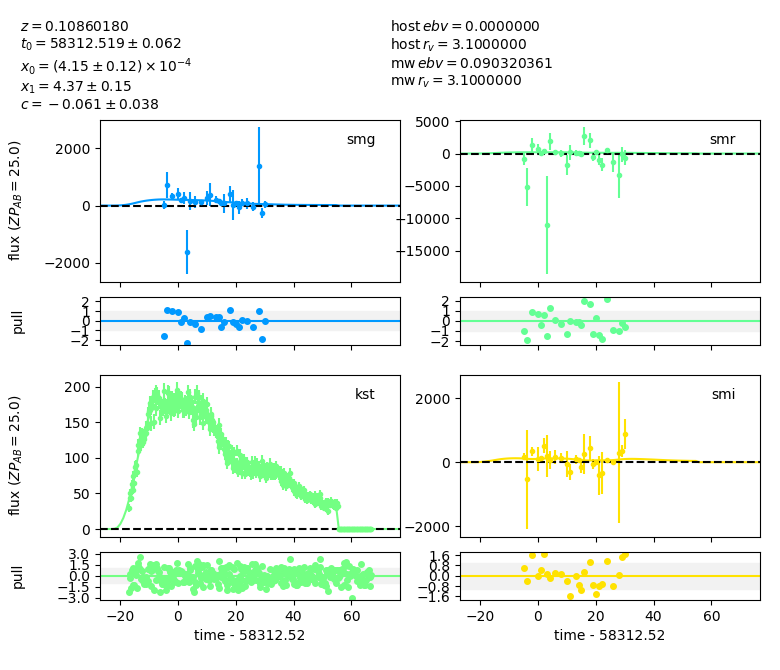 z = 0.10860180
t₀ = 58312.519 ± 0.062
x₀ = (4.15 ± 0.12) × 10⁻⁴
x₁ = 4.37 ± 0.15
c = −0.061 ± 0.038
host ebv = 0.0000000
host r_v = 3.1000000
mw ebv = 0.090320361
mw r_v = 3.1000000
flux (ZP_AB = 25.0)
2000
0
−2000
smg
5000
0
−5000
−10000
−15000
smr
pull
2
1
0
−1
−2
2
1
0
−1
−2
flux (ZP_AB = 25.0)
200
150
100
50
0
kst
2000
0
−2000
smi
pull
3.0
1.5
0.0
−1.5
−3.0
1.6
0.8
0.0
−0.8
−1.6
−20 0 20 40 60
−20 0 20 40 60
time - 58312.52
time - 58312.52